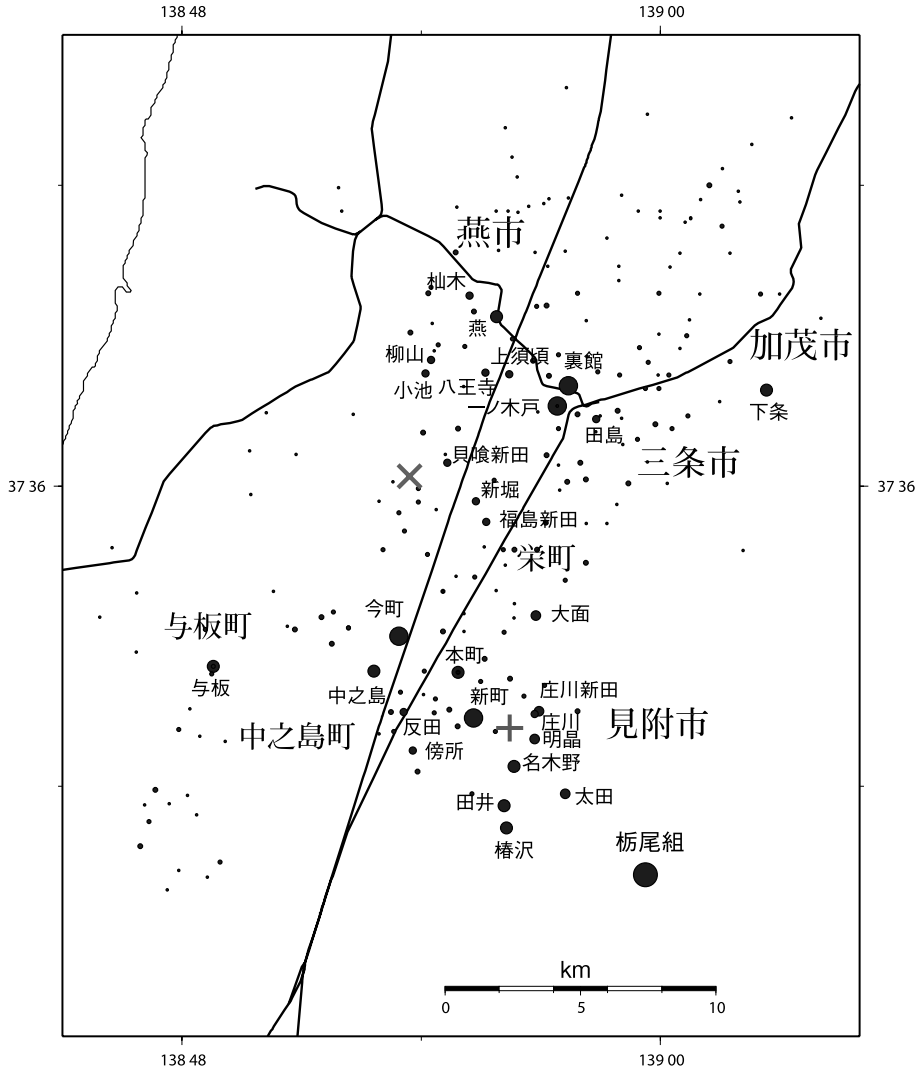 138 48
139 00
燕市
杣木
燕
柳山
上須頃
裏館
加茂市
小池
八王寺
一ノ木戸
下条
田島
貝喰新田
三条市
37 36
37 36
新堀
福島新田
栄町
今町
大面
与板町
本町
与板
中之島
新町
庄川新田
中之島町
反田
庄川
見附市
傍所
明晶
名木野
田井
太田
椿沢
栃尾組
km
0
5
10
138 48
139 00